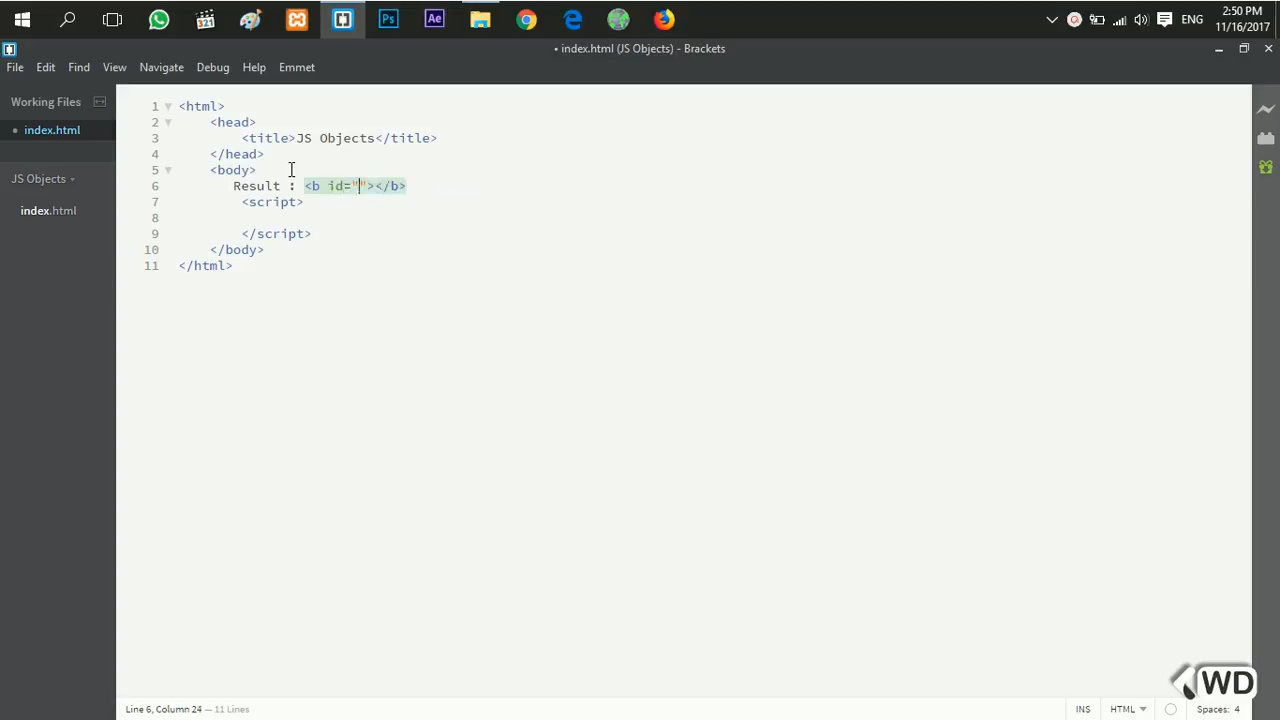 321
Ps
Ae
ENG
2:50 PM
11/16/2017
• index.html (JS Objects) - Brackets
File Edit Find View Navigate Debug Help Emmet
Working Files
• index.html
JS Objects
index.html
1 <html>
2 <head>
3 <title>JS Objects</title>
4 </head>
5 <body>
6 Result : <b id=""></b>
7 <script>
8
9 </script>
10 </body>
11 </html>
WD
Line 6, Column 24 — 11 Lines
INS HTML Spaces: 4